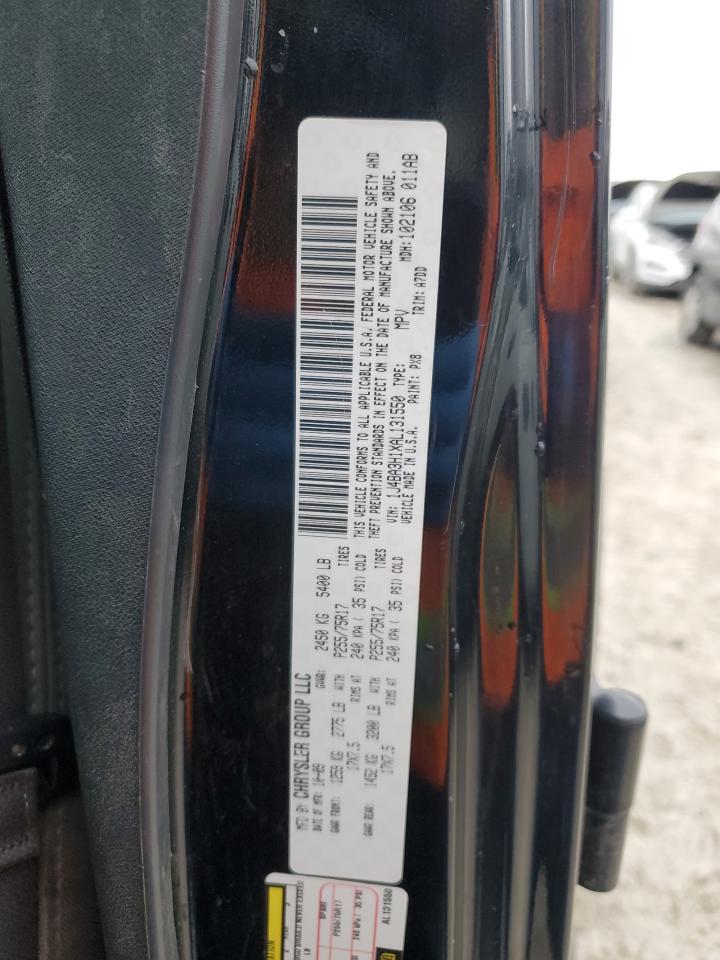 MFD BY CHRYSLER GROUP LLC
DATE OF MFR: 10-09 GVWR: 2450 KG 5400 LB
GAWR FRONT: 1259 KG 2775 LB WITH P255/75R17 TIRES
17X7.5 RIMS AT 240 KPA( 35 PSI) COLD
GAWR REAR: 1452 KG 3200 LB WITH P255/75R17 TIRES
17X7.5 RIMS AT 240 KPA( 35 PSI) COLD
THIS VEHICLE CONFORMS TO ALL APPLICABLE U.S.A. FEDERAL MOTOR VEHICLE SAFETY AND
THEFT PREVENTION STANDARDS IN EFFECT ON THE DATE OF MANUFACTURE SHOWN ABOVE.
VIN: 1J4BA3H1XAL131550 TYPE: MPV MDH:102106 011AB
VEHICLE MADE IN U.S.A. PAINT: PX8 TRIM: A7DD
SPARE
P255/75R17
AL131550